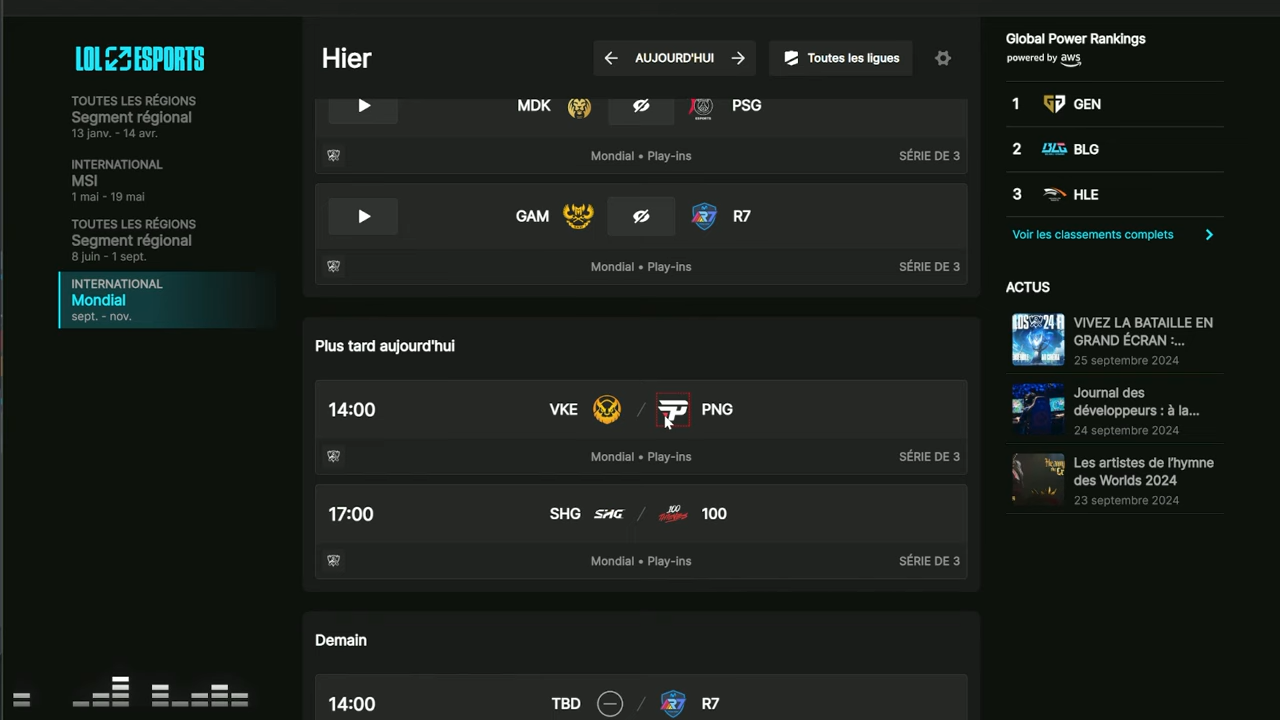 LOL ESPORTS
TOUTES LES RÉGIONS
Segment régional
13 janv. - 14 avr.
INTERNATIONAL
MSI
1 mai - 19 mai
TOUTES LES RÉGIONS
Segment régional
8 juin - 1 sept.
INTERNATIONAL
Mondial
sept. - nov.
Hier
AUJOURD'HUI
Toutes les ligues
MDK PSG
Mondial • Play-ins SÉRIE DE 3
GAM R7
Mondial • Play-ins SÉRIE DE 3
Plus tard aujourd'hui
14:00 VKE / PNG
Mondial • Play-ins SÉRIE DE 3
17:00 SHG SHG / 100 100
Mondial • Play-ins SÉRIE DE 3
Demain
14:00 TBD / R7 R7
Global Power Rankings
powered by aws
1 GEN
2 BLG BLG
3 HLE
Voir les classements complets
ACTUS
VIVEZ LA BATAILLE EN
GRAND ÉCRAN :...
25 septembre 2024
Journal des
développeurs : à la...
24 septembre 2024
Les artistes de l'hymne
des Worlds 2024
23 septembre 2024